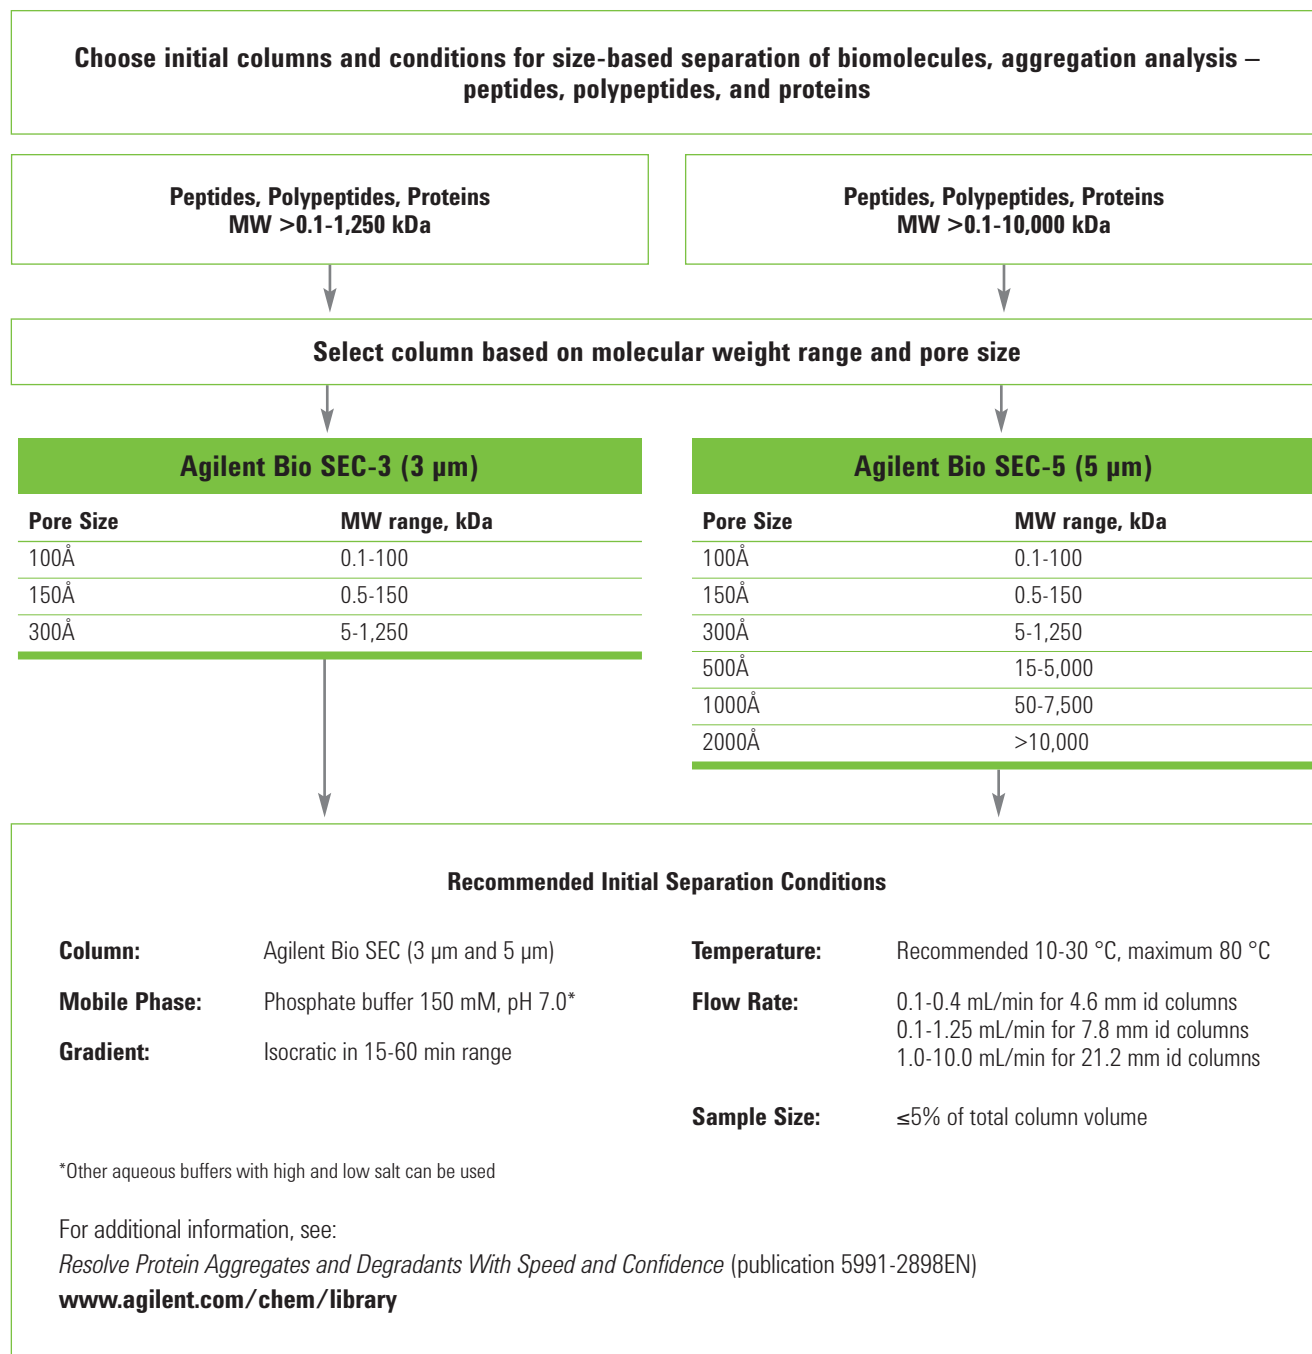 Choose initial columns and conditions for size-based separation of biomolecules, aggregation analysis –
peptides, polypeptides, and proteins
Peptides, Polypeptides, Proteins
MW >0.1-1,250 kDa
Peptides, Polypeptides, Proteins
MW >0.1-10,000 kDa
Select column based on molecular weight range and pore size
Agilent Bio SEC-3 (3 µm)
Pore Size MW range, kDa
100Å 0.1-100
150Å 0.5-150
300Å 5-1,250
Agilent Bio SEC-5 (5 µm)
Pore Size MW range, kDa
100Å 0.1-100
150Å 0.5-150
300Å 5-1,250
500Å 15-5,000
1000Å 50-7,500
2000Å >10,000
Recommended Initial Separation Conditions
Column: Agilent Bio SEC (3 µm and 5 µm)
Mobile Phase: Phosphate buffer 150 mM, pH 7.0*
Gradient: Isocratic in 15-60 min range
Temperature: Recommended 10-30 °C, maximum 80 °C
Flow Rate: 0.1-0.4 mL/min for 4.6 mm id columns
0.1-1.25 mL/min for 7.8 mm id columns
1.0-10.0 mL/min for 21.2 mm id columns
Sample Size: ≤5% of total column volume
*Other aqueous buffers with high and low salt can be used
For additional information, see:
Resolve Protein Aggregates and Degradants With Speed and Confidence (publication 5991-2898EN)
www.agilent.com/chem/library